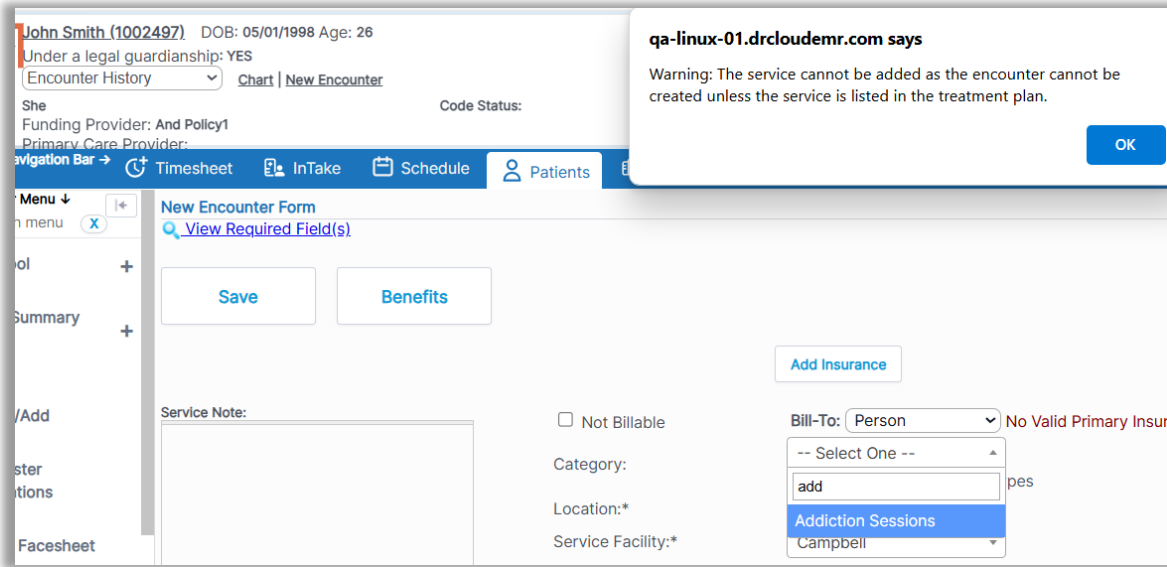 John Smith (1002497) DOB: 05/01/1998 Age: 26
Under a legal guardianship: YES
Encounter History Chart | New Encounter
She Code Status:
Funding Provider: And Policy1
Primary Care Provider:
qa-linux-01.drcloudemr.com says
Warning: The service cannot be added as the encounter cannot be
created unless the service is listed in the treatment plan.
OK
avigation Bar → Timesheet InTake Schedule Patients
Menu ↓
menu X
New Encounter Form
View Required Field(s)
ool +
Save Benefits
Summary +
Add Insurance
/Add
Service Note:
Not Billable
Bill-To: Person No Valid Primary Insur
Category: -- Select One --
add pes
Location:*
Addiction Sessions
Service Facility:* Campbell
ster
ations
Facesheet